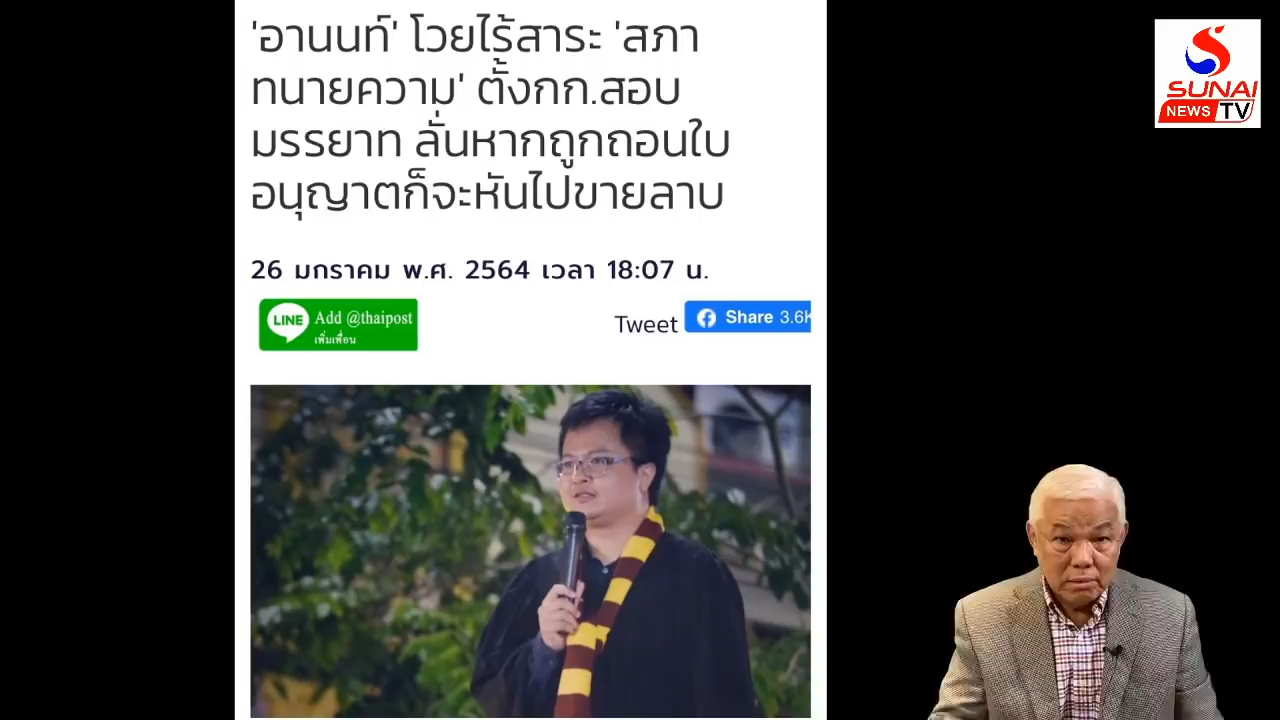 'อานนท์' โวยไร้สาระ 'สภา
ทนายความ' ตั้งกก.สอบ
มรรยาท ลั่นหากถูกถอนใบ
อนุญาตก็จะหันไปขายลาบ
26 มกราคม พ.ศ. 2564 เวลา 18:07 น.
LINE Add @thaipost
เพิ่มเพื่อน
Tweet
Share 3.6K
SUNAI
NEWS TV